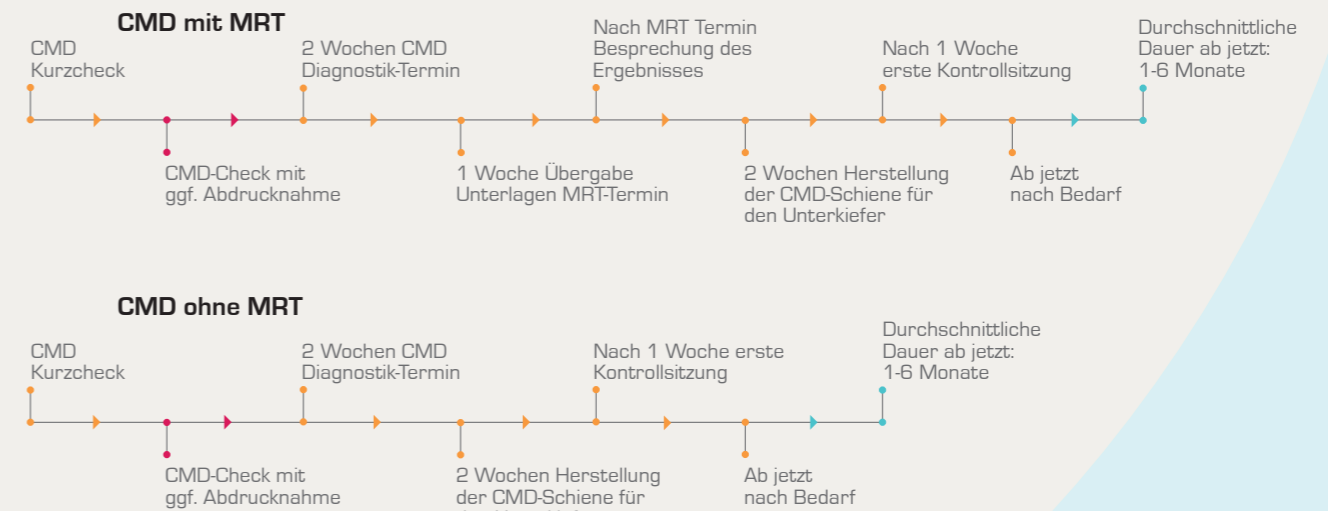 CMD mit MRT
CMD
Kurzcheck
CMD-Check mit
ggf. Abdrucknahme
2 Wochen CMD
Diagnostik-Termin
1 Woche Übergabe
Unterlagen MRT-Termin
Nach MRT Termin
Besprechung des
Ergebnisses
2 Wochen Herstellung
der CMD-Schiene für
den Unterkiefer
Nach 1 Woche
erste Kontrollsitzung
Ab jetzt
nach Bedarf
Durchschnittliche
Dauer ab jetzt:
1-6 Monate
CMD ohne MRT
CMD
Kurzcheck
CMD-Check mit
ggf. Abdrucknahme
2 Wochen CMD
Diagnostik-Termin
2 Wochen Herstellung
der CMD-Schiene für
Nach 1 Woche erste
Kontrollsitzung
Ab jetzt
nach Bedarf
Durchschnittliche
Dauer ab jetzt:
1-6 Monate